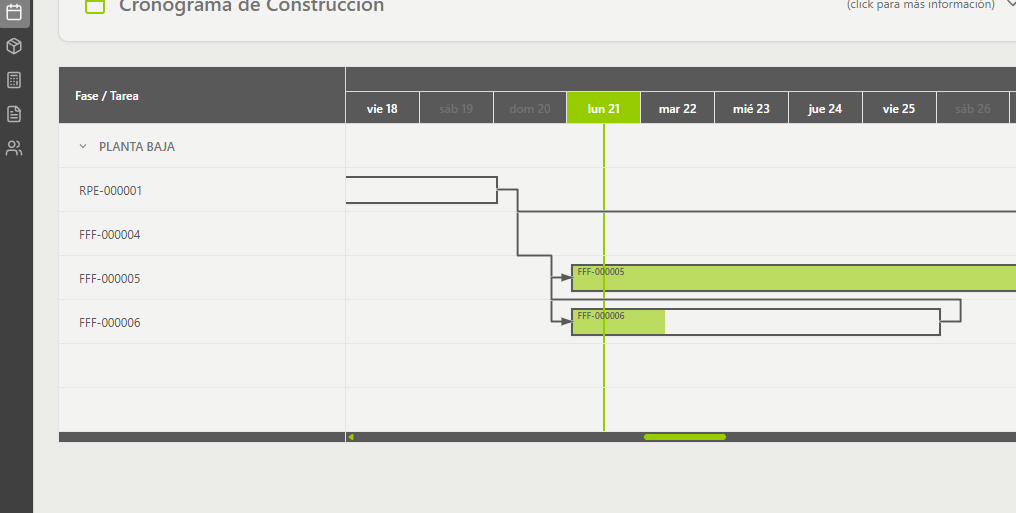 Cronograma de Construcción
(click para más información)
Fase / Tarea
vie 18
sáb 19
dom 20
lun 21
mar 22
mié 23
jue 24
vie 25
sáb 26
PLANTA BAJA
RPE-000001
FFF-000004
FFF-000005
FFF-000005
FFF-000006
FFF-000006